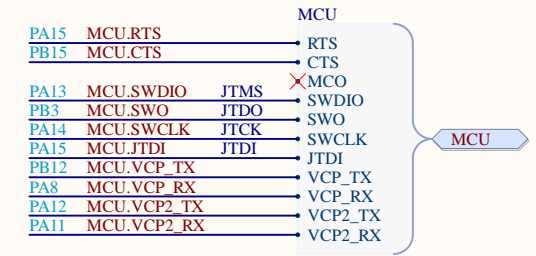 MCU
PA15 MCU.RTS RTS
PB15 MCU.CTS CTS
MCO
PA13 MCU.SWDIO JTMS SWDIO
PB3 MCU.SWO JTDO SWO
PA14 MCU.SWCLK JTCK SWCLK
MCU
PA15 MCU.JTDI JTDI JTDI
PB12 MCU.VCP_TX VCP_TX
PA8 MCU.VCP_RX VCP_RX
PA12 MCU.VCP2_TX VCP2_TX
PA11 MCU.VCP2_RX VCP2_RX